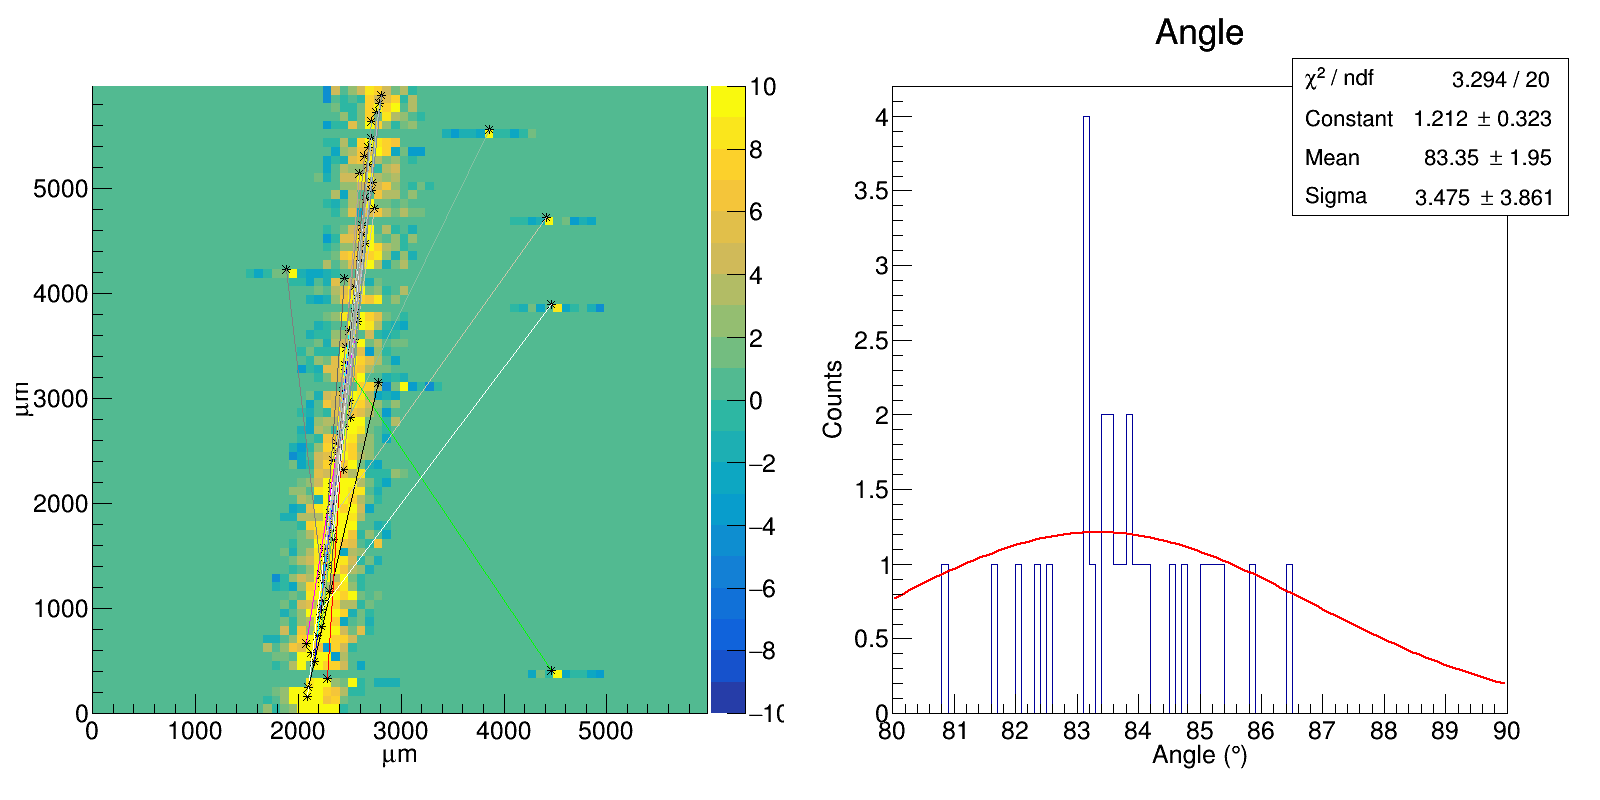 Angle
χ² / ndf 3.294 / 20
Constant 1.212 ± 0.323
Mean 83.35 ± 1.95
Sigma 3.475 ± 3.861
μm
5000
4000
3000
2000
1000
0
0 1000 2000 3000 4000 5000
μm
10
8
6
4
2
0
−2
−4
−6
−8
−10
Counts
4
3.5
3
2.5
2
1.5
1
0.5
0
80 81 82 83 84 85 86 87 88 89 90
Angle (°)